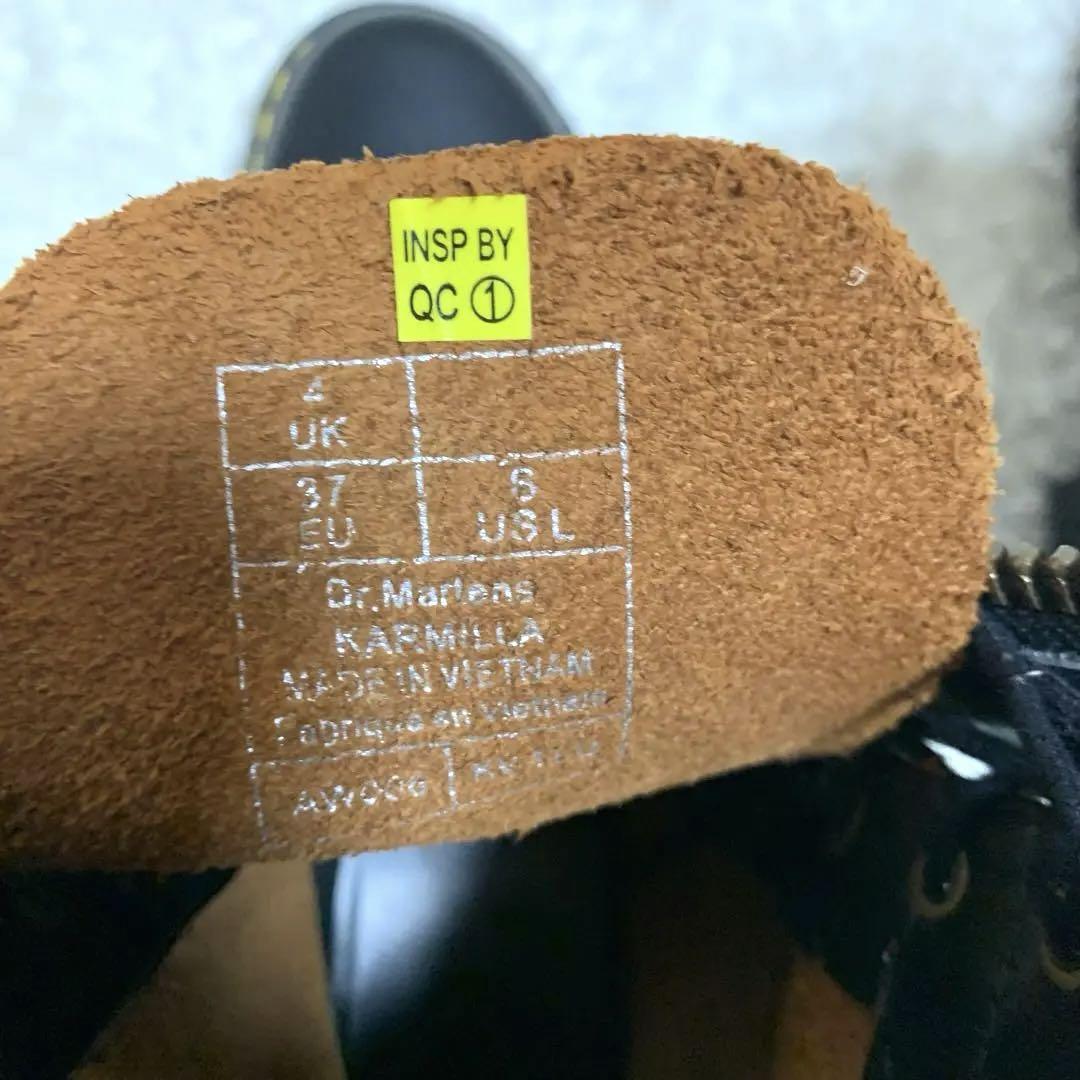 INSP BY
QC ①
4
UK
37
EU
6
US L
Dr.Martens
KARMILLA
MADE IN VIETNAM
Fabriqué en Vietnam
AW006